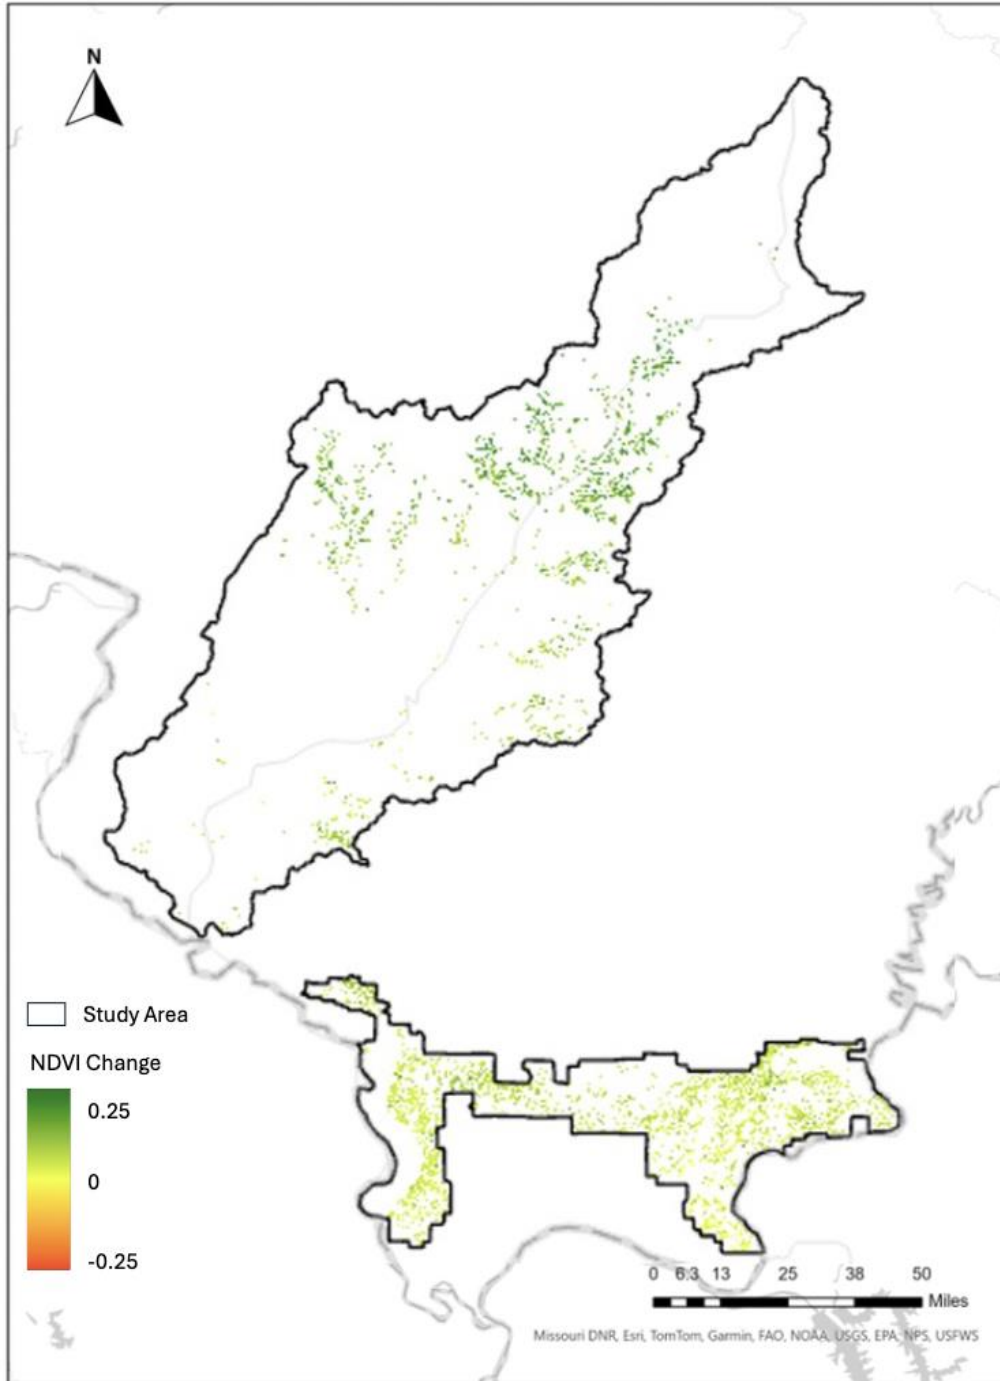 N
Study Area
NDVI Change
0.25
0
-0.25
0 6.3 13 25 38 50
Miles
Missouri DNR, Esri, TomTom, Garmin, FAO, NOAA, USGS, EPA, NPS, USFWS